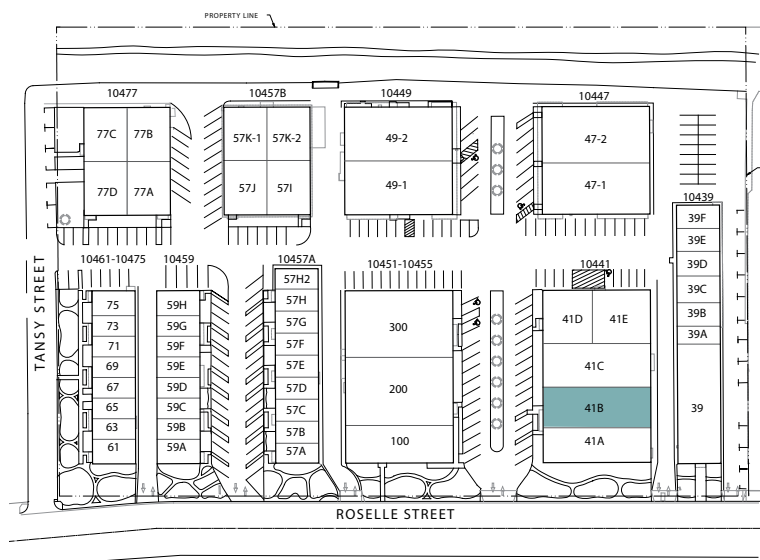 PROPERTY LINE
10477
10457B
10449
10447
77C
77B
77D
77A
57K-1
57K-2
57J
57I
49-2
49-1
47-2
47-1
10439
39F
39E
39D
39C
39B
39A
39
TANSY STREET
10461-10475
75
73
71
69
67
65
63
61
10459
59H
59G
59F
59E
59D
59C
59B
59A
10457A
57H2
57H
57G
57F
57E
57D
57C
57B
57A
10451-10455
300
200
100
10441
41D
41E
41C
41B
41A
ROSELLE STREET